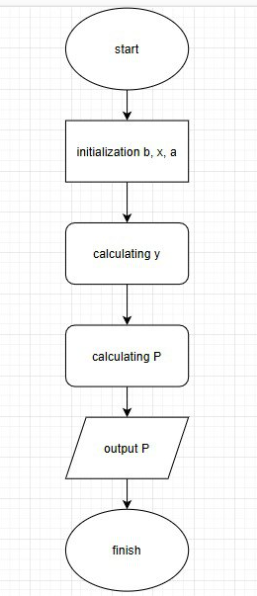 start
initialization b, x, a
calculating y
calculating P
output P
finish